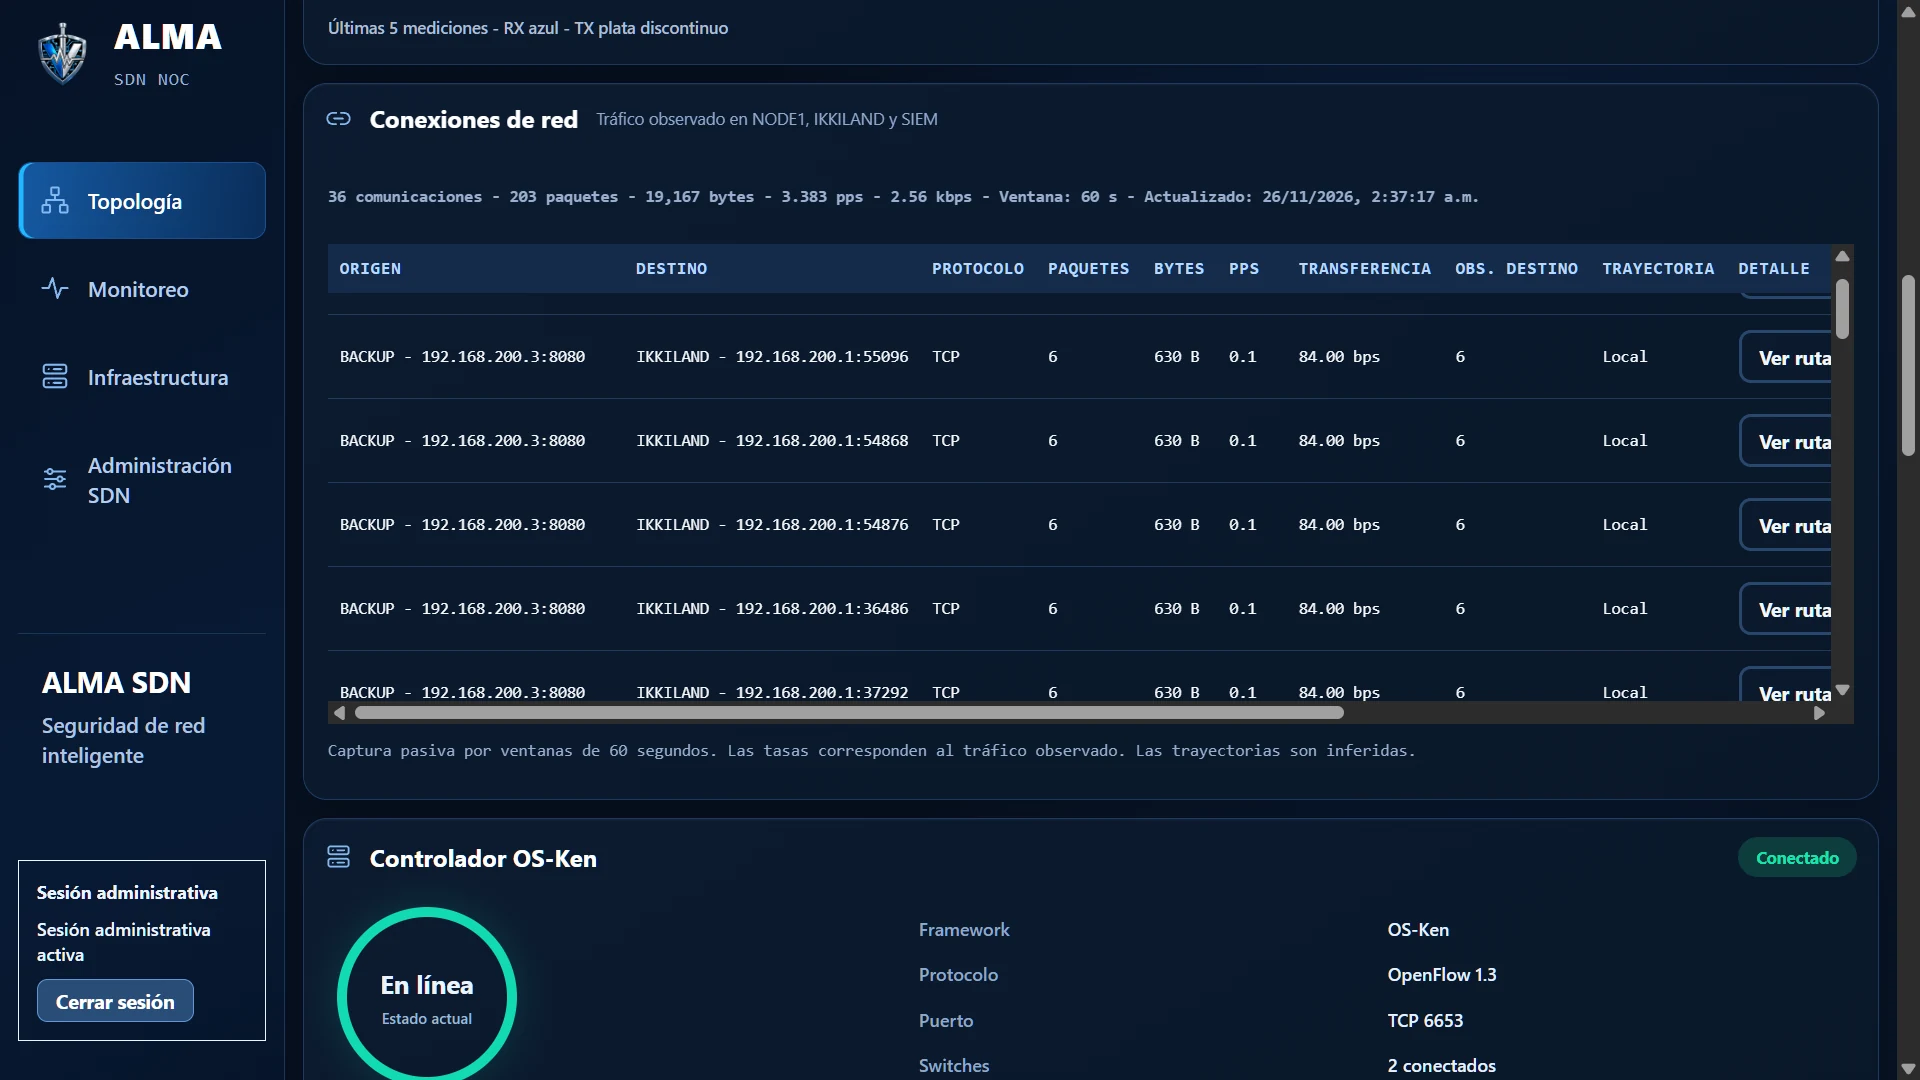 ALMA
SDN NOC
Topología
Monitoreo
Infraestructura
Administración
SDN
ALMA SDN
Seguridad de red
inteligente
Sesión administrativa
Sesión administrativa
activa
Cerrar sesión
Últimas 5 mediciones - RX azul - TX plata discontinuo
Conexiones de red Tráfico observado en NODE1, IKKILAND y SIEM
36 comunicaciones - 203 paquetes - 19,167 bytes - 3.383 pps - 2.56 kbps - Ventana: 60 s - Actualizado: 26/11/2026, 2:37:17 a.m.
ORIGEN DESTINO PROTOCOLO PAQUETES BYTES PPS TRANSFERENCIA OBS. DESTINO TRAYECTORIA DETALLE
BACKUP - 192.168.200.3:8080 IKKILAND - 192.168.200.1:55096 TCP 6 630 B 0.1 84.00 bps 6 Local Ver ruta
BACKUP - 192.168.200.3:8080 IKKILAND - 192.168.200.1:54868 TCP 6 630 B 0.1 84.00 bps 6 Local Ver ruta
BACKUP - 192.168.200.3:8080 IKKILAND - 192.168.200.1:54876 TCP 6 630 B 0.1 84.00 bps 6 Local Ver ruta
BACKUP - 192.168.200.3:8080 IKKILAND - 192.168.200.1:36486 TCP 6 630 B 0.1 84.00 bps 6 Local Ver ruta
BACKUP - 192.168.200.3:8080 IKKILAND - 192.168.200.1:37292 TCP 6 630 B 0.1 84.00 bps 6 Local Ver ruta
Captura pasiva por ventanas de 60 segundos. Las tasas corresponden al tráfico observado. Las trayectorias son inferidas.
Controlador OS-Ken Conectado
En línea
Estado actual
Framework OS-Ken
Protocolo OpenFlow 1.3
Puerto TCP 6653
Switches 2 conectados